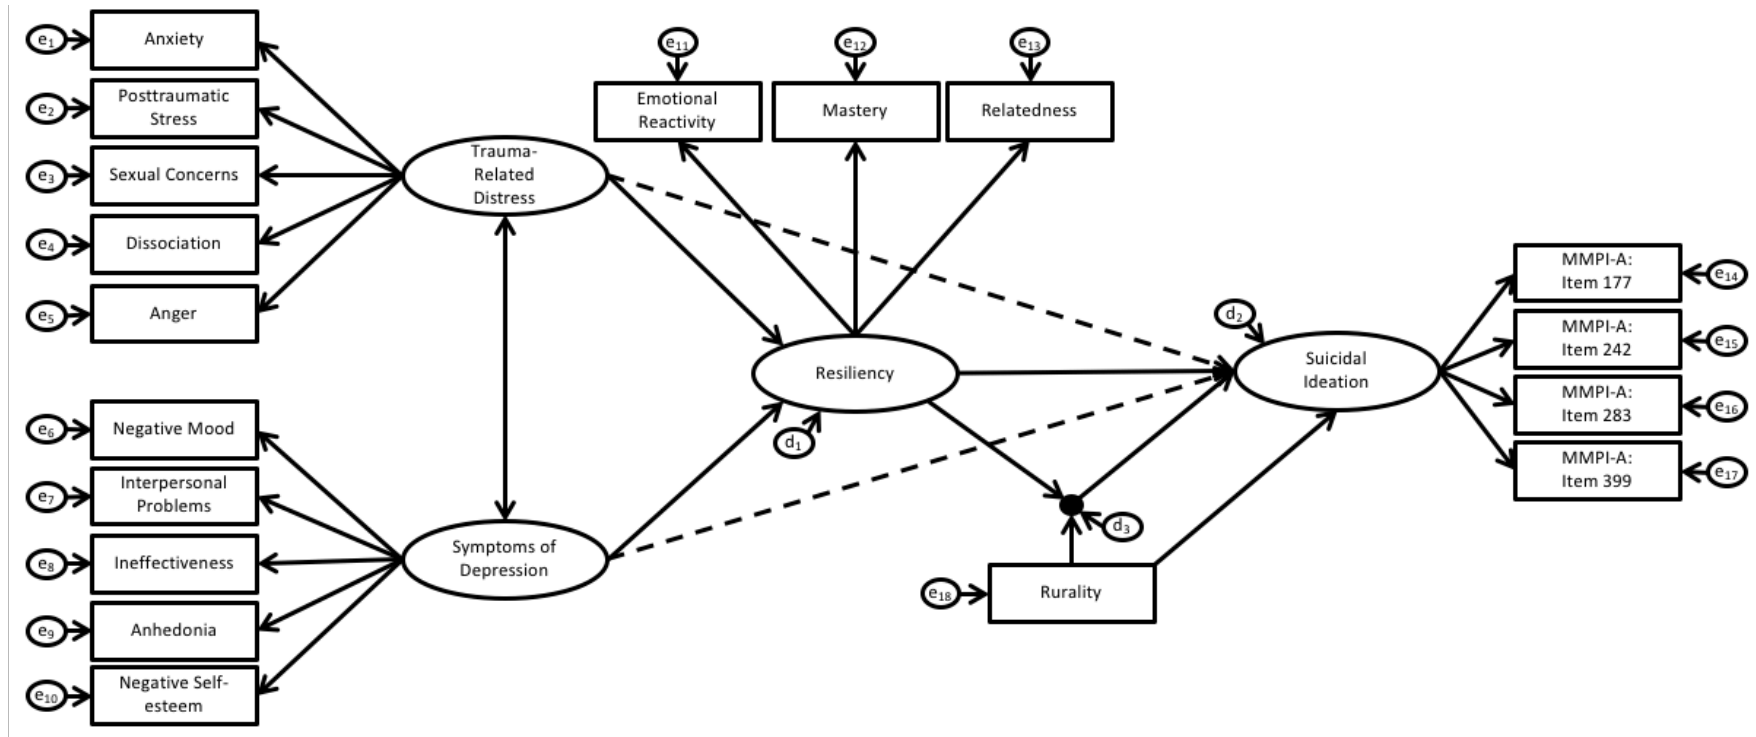 e1
Anxiety
e2
Posttraumatic
Stress
e3
Sexual Concerns
e4
Dissociation
e5
Anger
e6
Negative Mood
e7
Interpersonal
Problems
e8
Ineffectiveness
e9
Anhedonia
e10
Negative Self-
esteem
Trauma-
Related
Distress
Symptoms of
Depression
e11
Emotional
Reactivity
e12
Mastery
e13
Relatedness
Resiliency
d1
d2
d3
e18
Rurality
Suicidal
Ideation
MMPI-A:
Item 177
e14
MMPI-A:
Item 242
e15
MMPI-A:
Item 283
e16
MMPI-A:
Item 399
e17